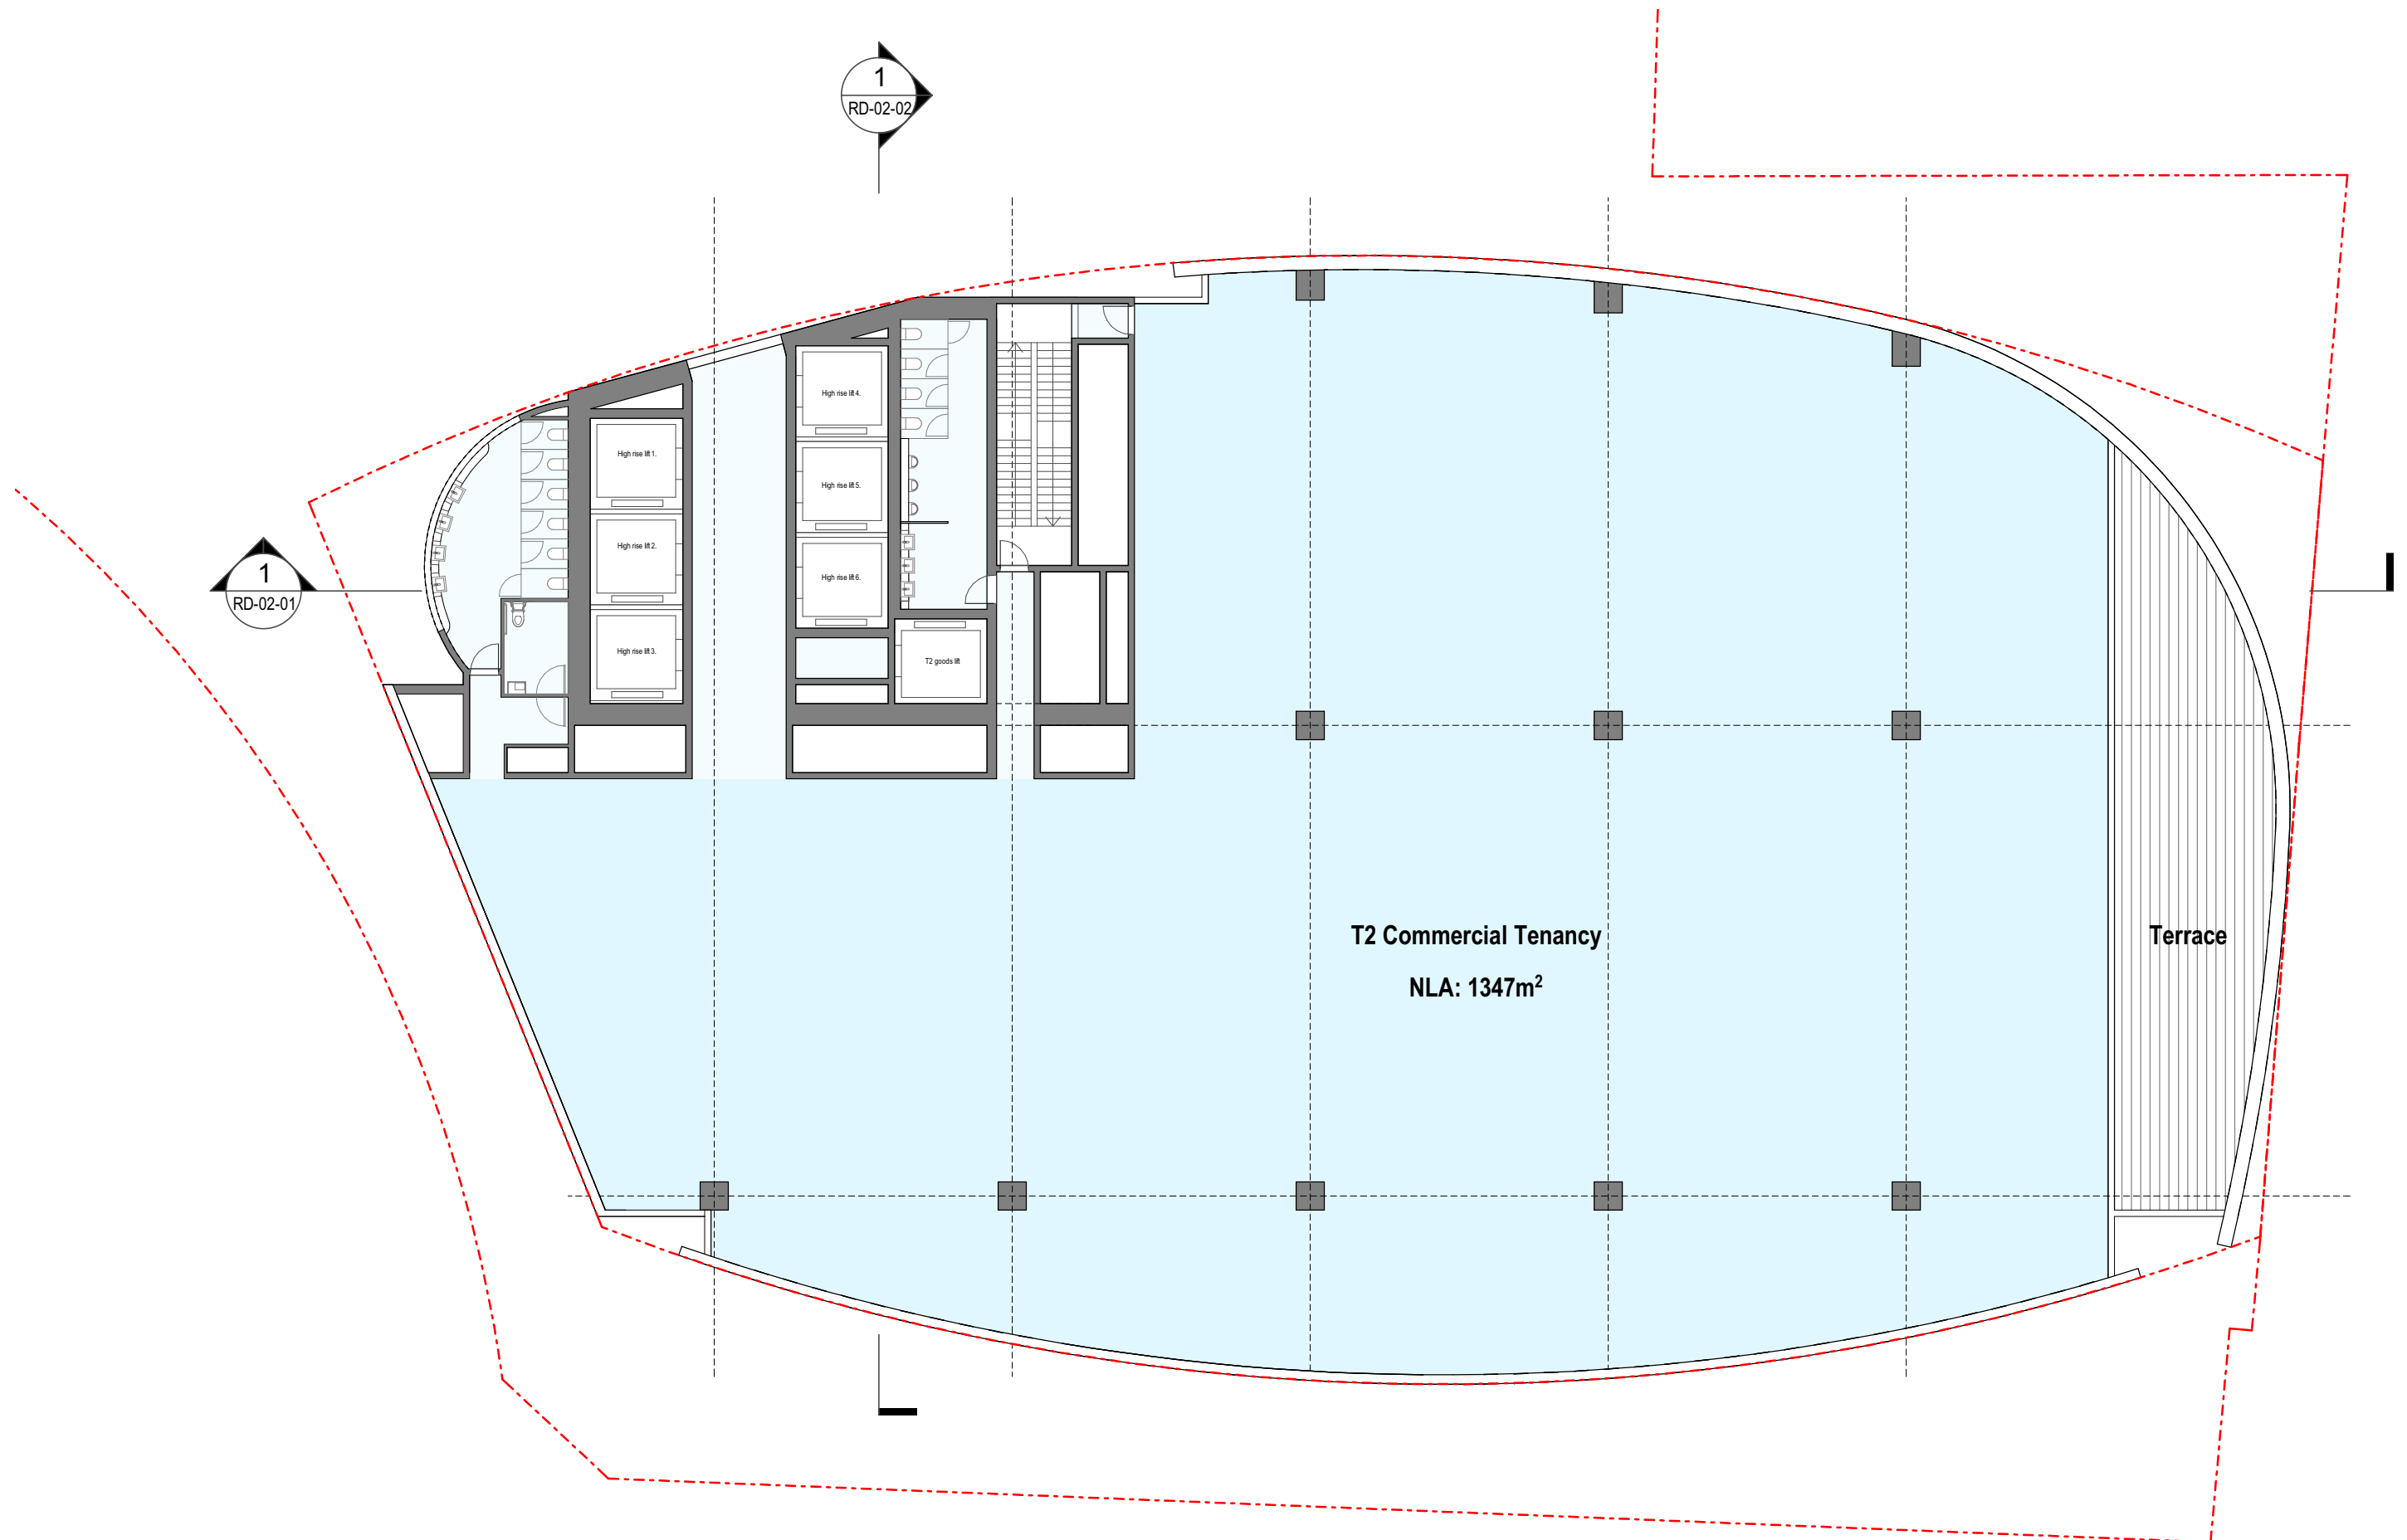 1
RD-02-02
High rise lift 4.
High rise lift 1.
High rise lift 5.
High rise lift 2.
High rise lift 6.
1
RD-02-01
High rise lift 3.
T2 goods lift
T2 Commercial Tenancy
Terrace
NLA: 1347m²